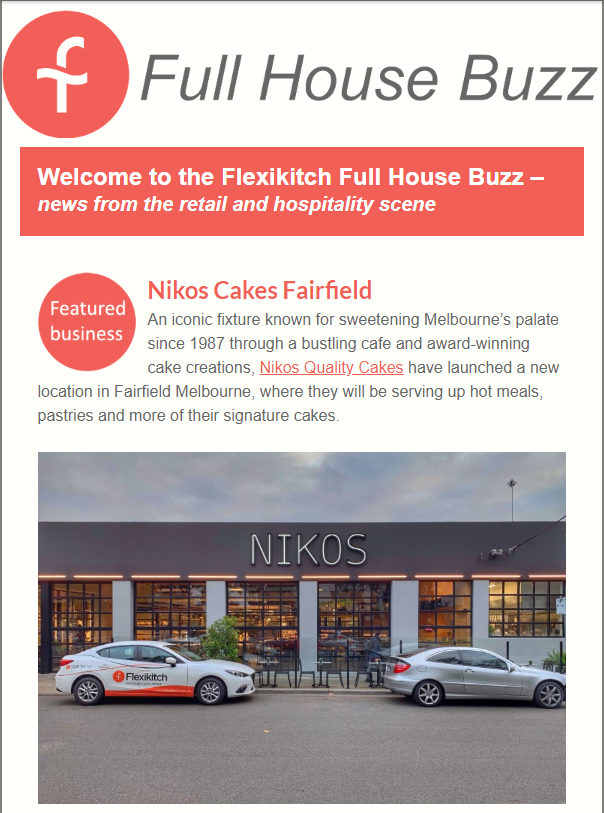 Full House Buzz
Welcome to the Flexikitch Full House Buzz –
news from the retail and hospitality scene
Featured
business
Nikos Cakes Fairfield
An iconic fixture known for sweetening Melbourne’s palate
since 1987 through a bustling cafe and award-winning
cake creations, Nikos Quality Cakes have launched a new
location in Fairfield Melbourne, where they will be serving up hot meals,
pastries and more of their signature cakes.
NIKOS
Flexikitch